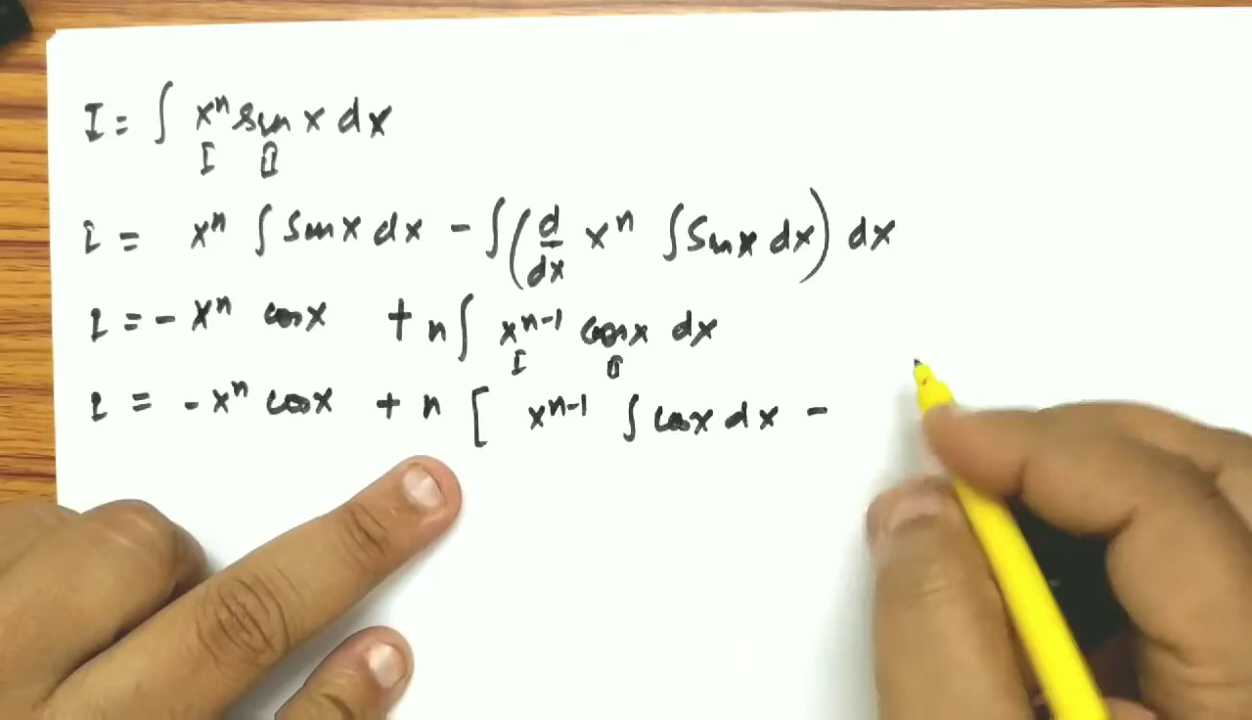 I = ∫ xⁿ sin x dx
I II
I = xⁿ ∫ sin x dx - ∫ ( d/dx xⁿ ∫ sin x dx ) dx
I = - xⁿ cos x + n ∫ xⁿ⁻¹ cos x dx
I II
I = - xⁿ cos x + n [ xⁿ⁻¹ ∫ cos x dx -